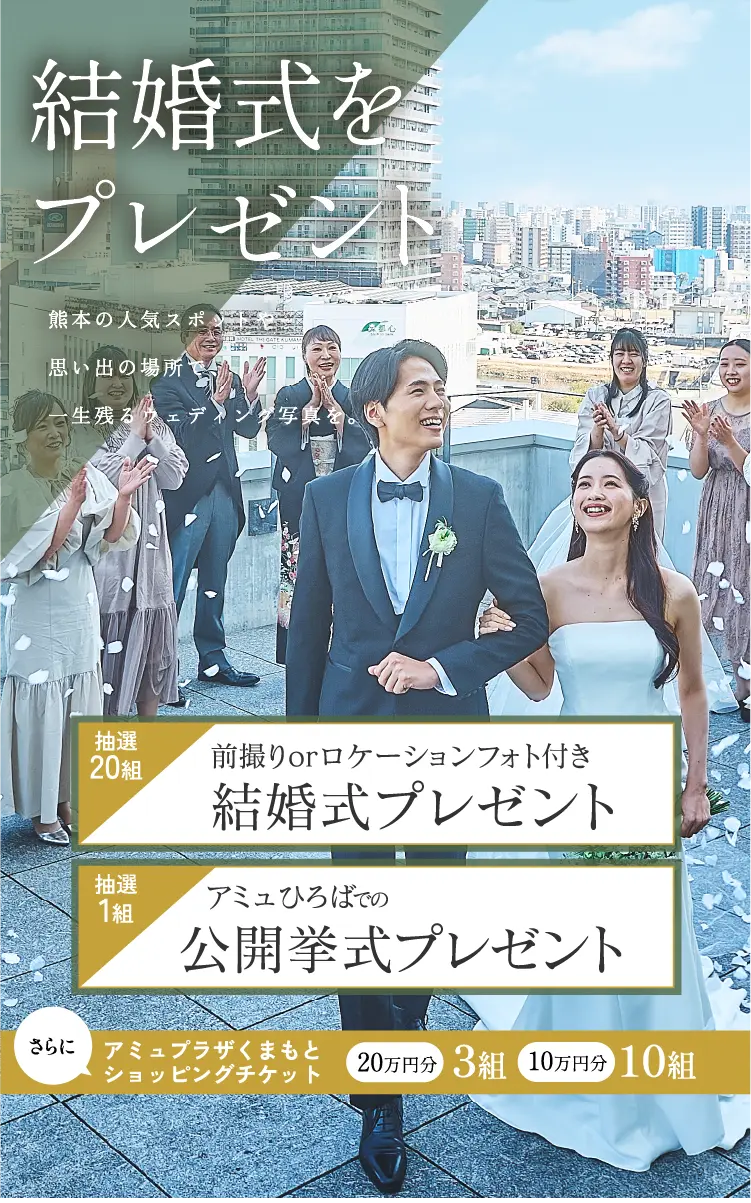 結婚式を
プレゼント
熊本の人気スポットや
思い出の場所で
一生残るウェディング写真を。
抽選
20組
前撮りorロケーションフォト付き
結婚式プレゼント
抽選
1組
アミュひろばでの
公開挙式プレゼント
さらに
アミュプラザくまもと
ショッピングチケット
20万円分 3組 10万円分 10組